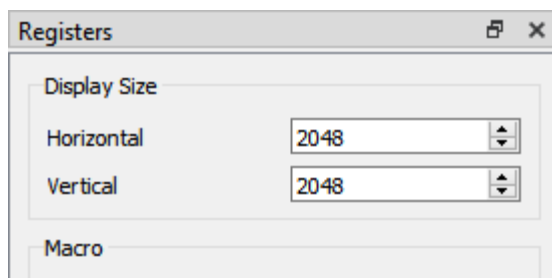 Registers
Display Size
Horizontal 2048
Vertical 2048
Macro